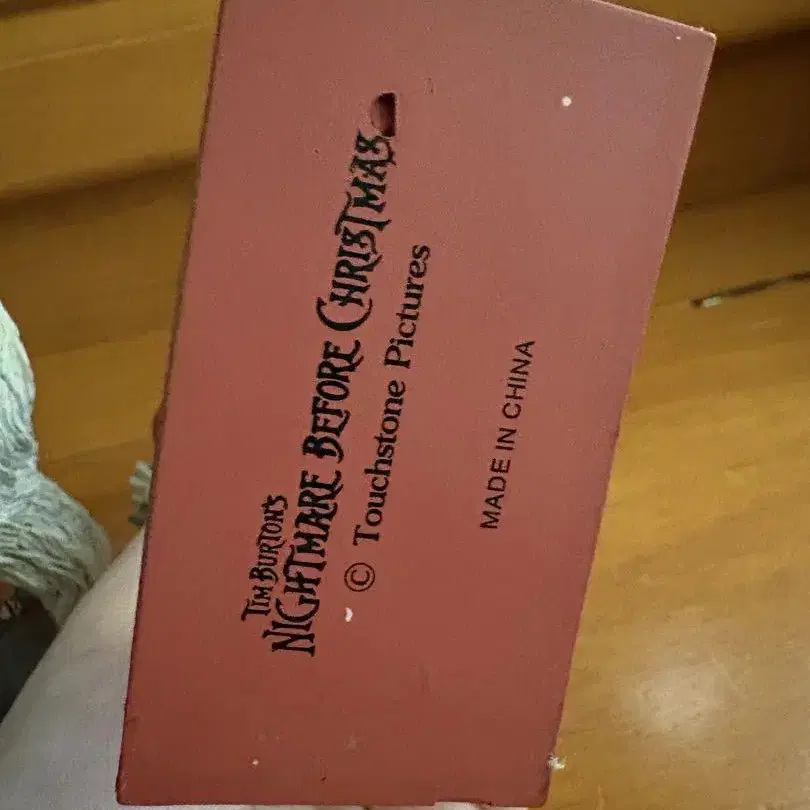 TIM BURTON'S
NIGHTMARE BEFORE CHRISTMAS
© Touchstone Pictures
MADE IN CHINA